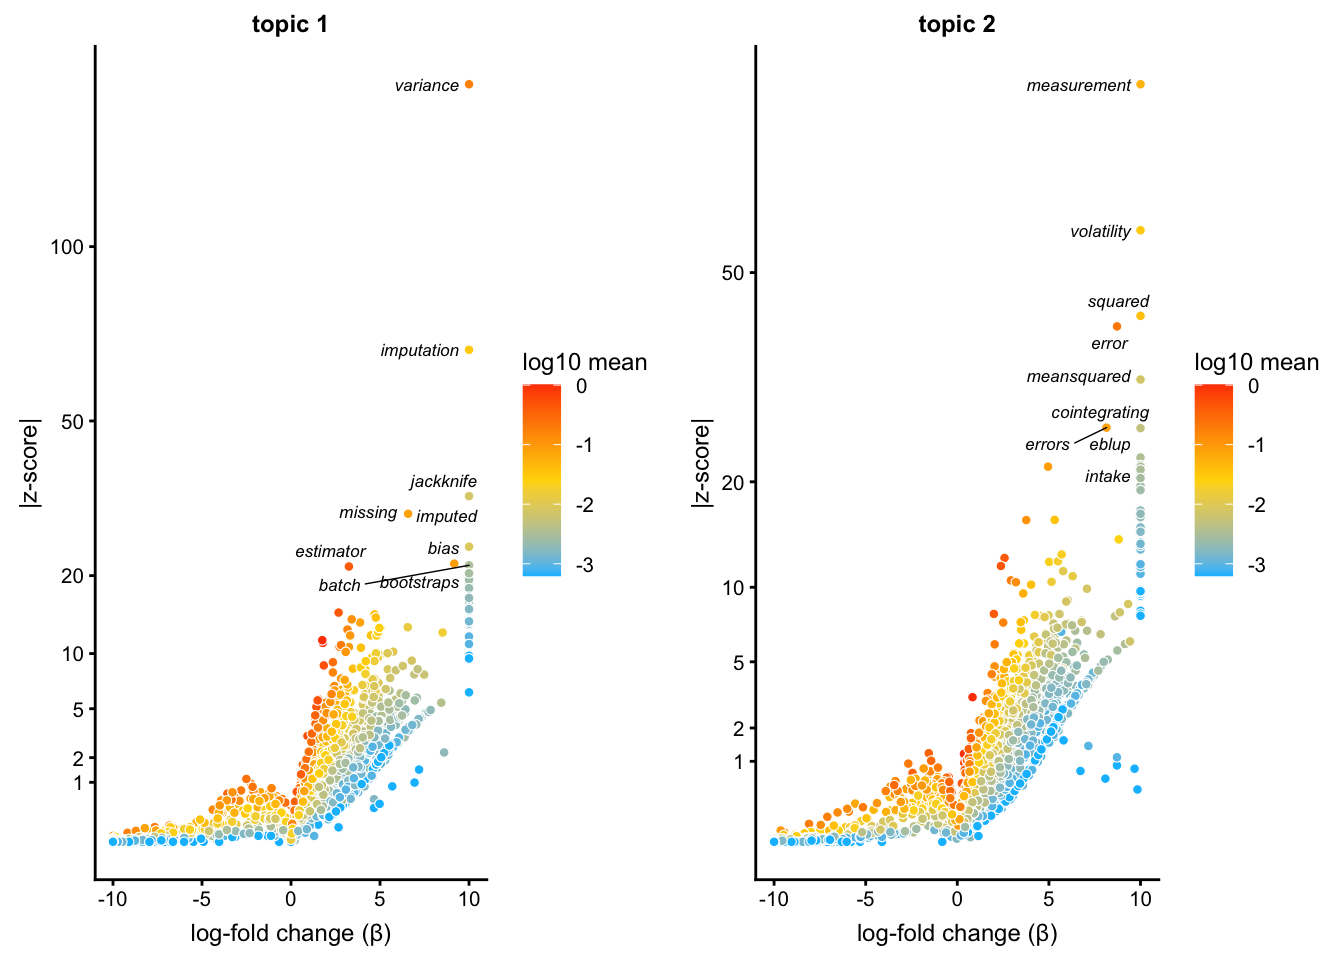 topic 1
variance
100
imputation
50
|z-score|
jackknife
missing
imputed
bias
estimator
batch
bootstraps
20
10
5
2
1
-10
-5
0
5
10
log-fold change (β)
log10 mean
0
-1
-2
-3
topic 2
measurement
volatility
50
squared
error
meansquared
cointegrating
errors
eblup
intake
|z-score|
20
10
5
2
1
-10
-5
0
5
10
log-fold change (β)
log10 mean
0
-1
-2
-3